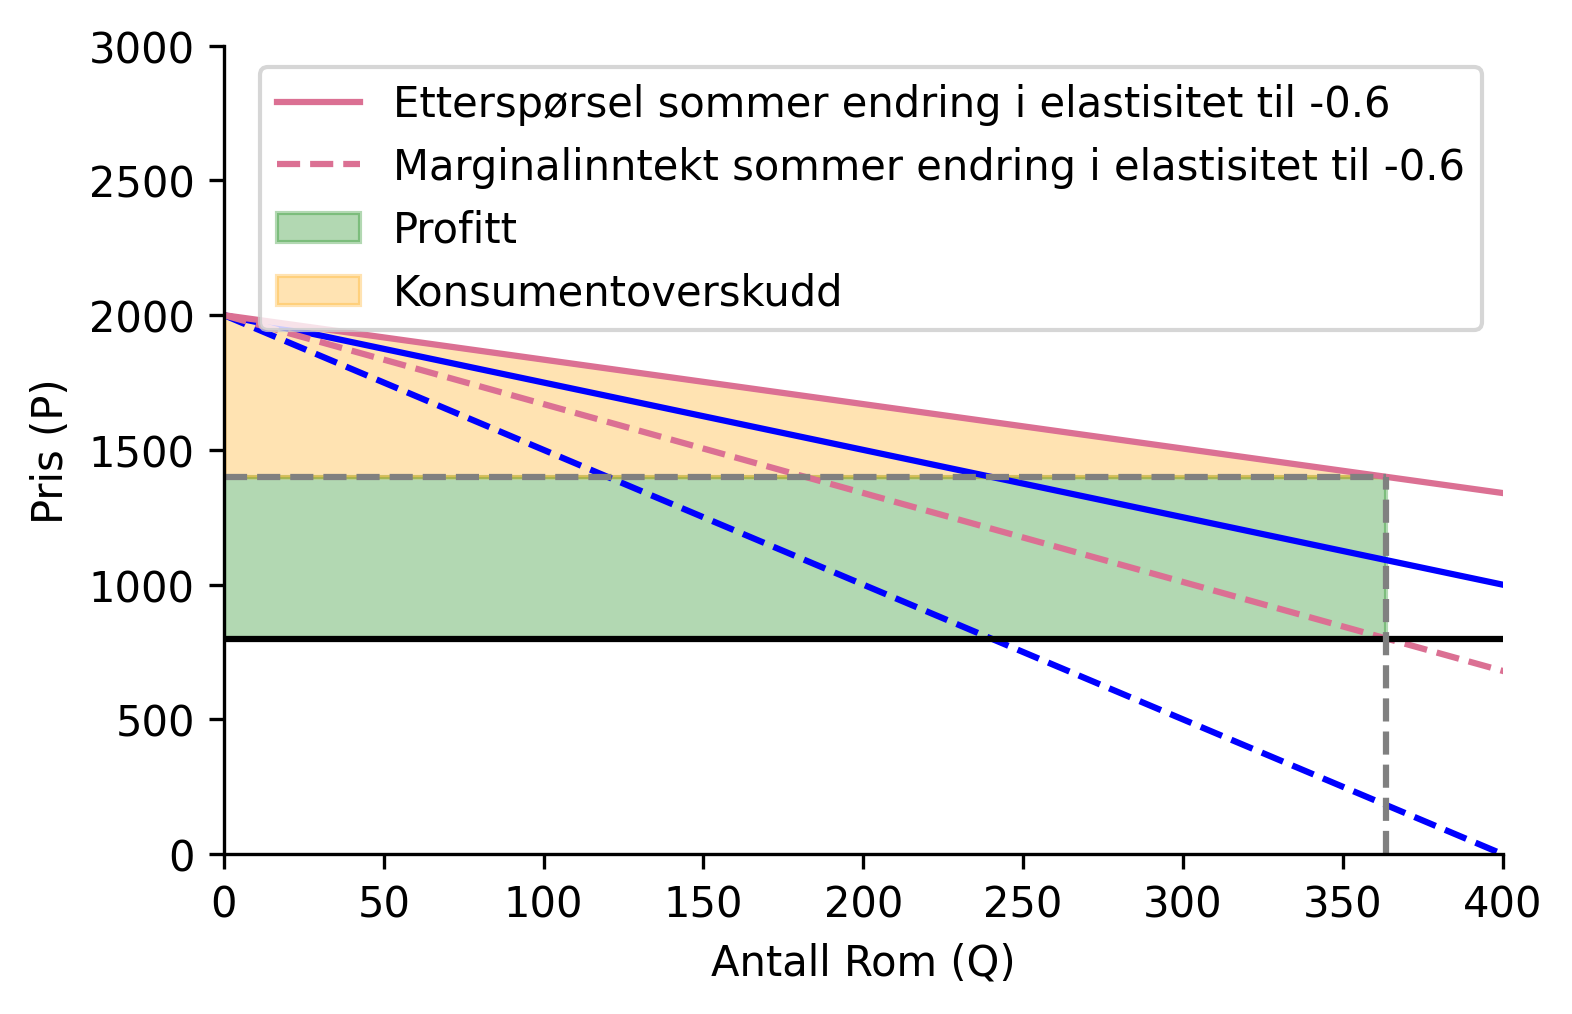 3000
2500
2000
1500
1000
500
0
Pris (P)
Etterspørsel sommer endring i elastisitet til -0.6
Marginalinntekt sommer endring i elastisitet til -0.6
Profitt
Konsumentoverskudd
0 50 100 150 200 250 300 350 400
Antall Rom (Q)